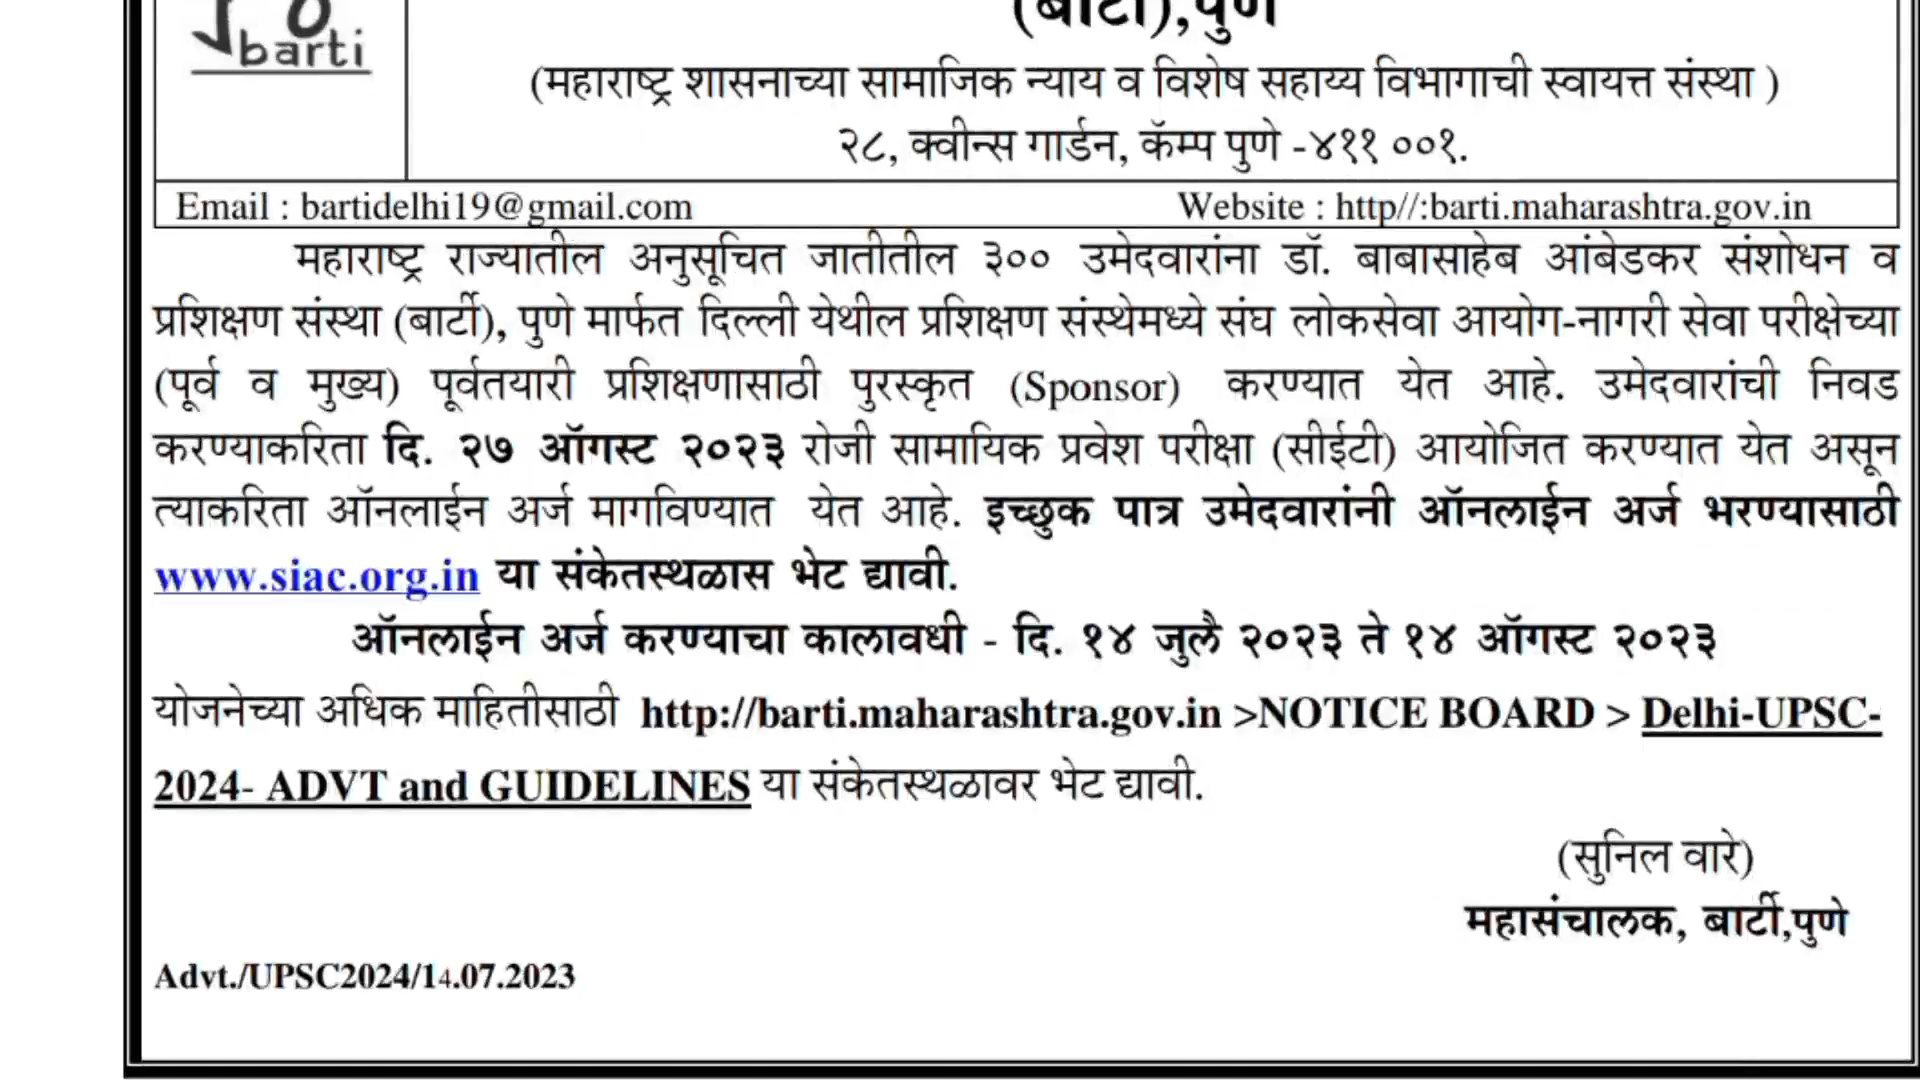 barti
(बार्टी),पुणे
(महाराष्ट्र शासनाच्या सामाजिक न्याय व विशेष सहाय्य विभागाची स्वायत्त संस्था )
२८, क्वीन्स गार्डन, कॅम्प पुणे -४११ ००१.
Email : bartidelhi19@gmail.com Website : http//:barti.maharashtra.gov.in
महाराष्ट्र राज्यातील अनुसूचित जातीतील ३०० उमेदवारांना डॉ. बाबासाहेब आंबेडकर संशोधन व
प्रशिक्षण संस्था (बार्टी), पुणे मार्फत दिल्ली येथील प्रशिक्षण संस्थेमध्ये संघ लोकसेवा आयोग-नागरी सेवा परीक्षेच्या
(पूर्व व मुख्य) पूर्वतयारी प्रशिक्षणासाठी पुरस्कृत (Sponsor) करण्यात येत आहे. उमेदवारांची निवड
करण्याकरिता दि. २७ ऑगस्ट २०२३ रोजी सामायिक प्रवेश परीक्षा (सीईटी) आयोजित करण्यात येत असून
त्याकरिता ऑनलाईन अर्ज मागविण्यात येत आहे. इच्छुक पात्र उमेदवारांनी ऑनलाईन अर्ज भरण्यासाठी
www.siac.org.in या संकेतस्थळास भेट द्यावी.
ऑनलाईन अर्ज करण्याचा कालावधी - दि. १४ जुलै २०२३ ते १४ ऑगस्ट २०२३
योजनेच्या अधिक माहितीसाठी http://barti.maharashtra.gov.in >NOTICE BOARD > Delhi-UPSC-
2024- ADVT and GUIDELINES या संकेतस्थळावर भेट द्यावी.
(सुनिल वारे)
महासंचालक, बार्टी,पुणे
Advt./UPSC2024/14.07.2023